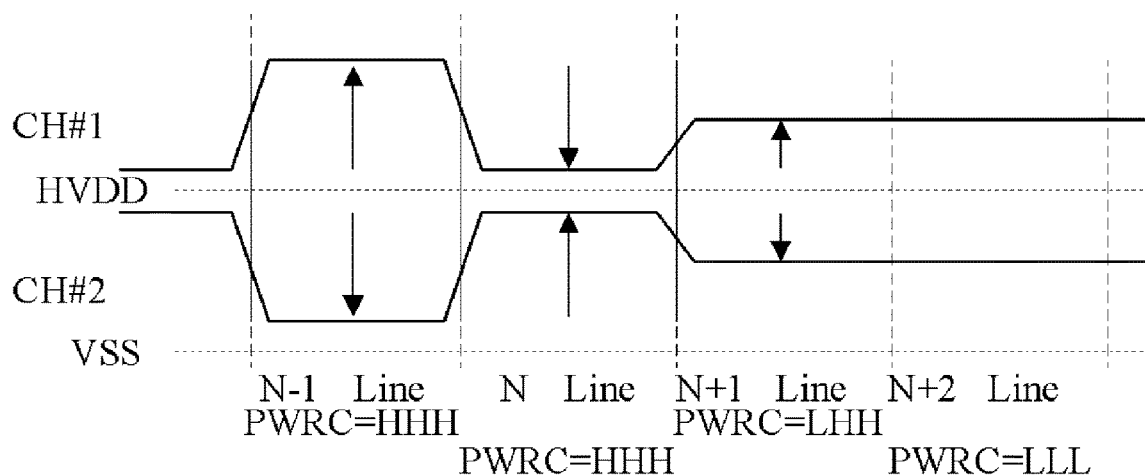 CH#1
HVDD
CH#2
VSS
N-1 Line N Line N+1 Line N+2 Line
PWRC=HHH PWRC=LHH
PWRC=HHH PWRC=LLL